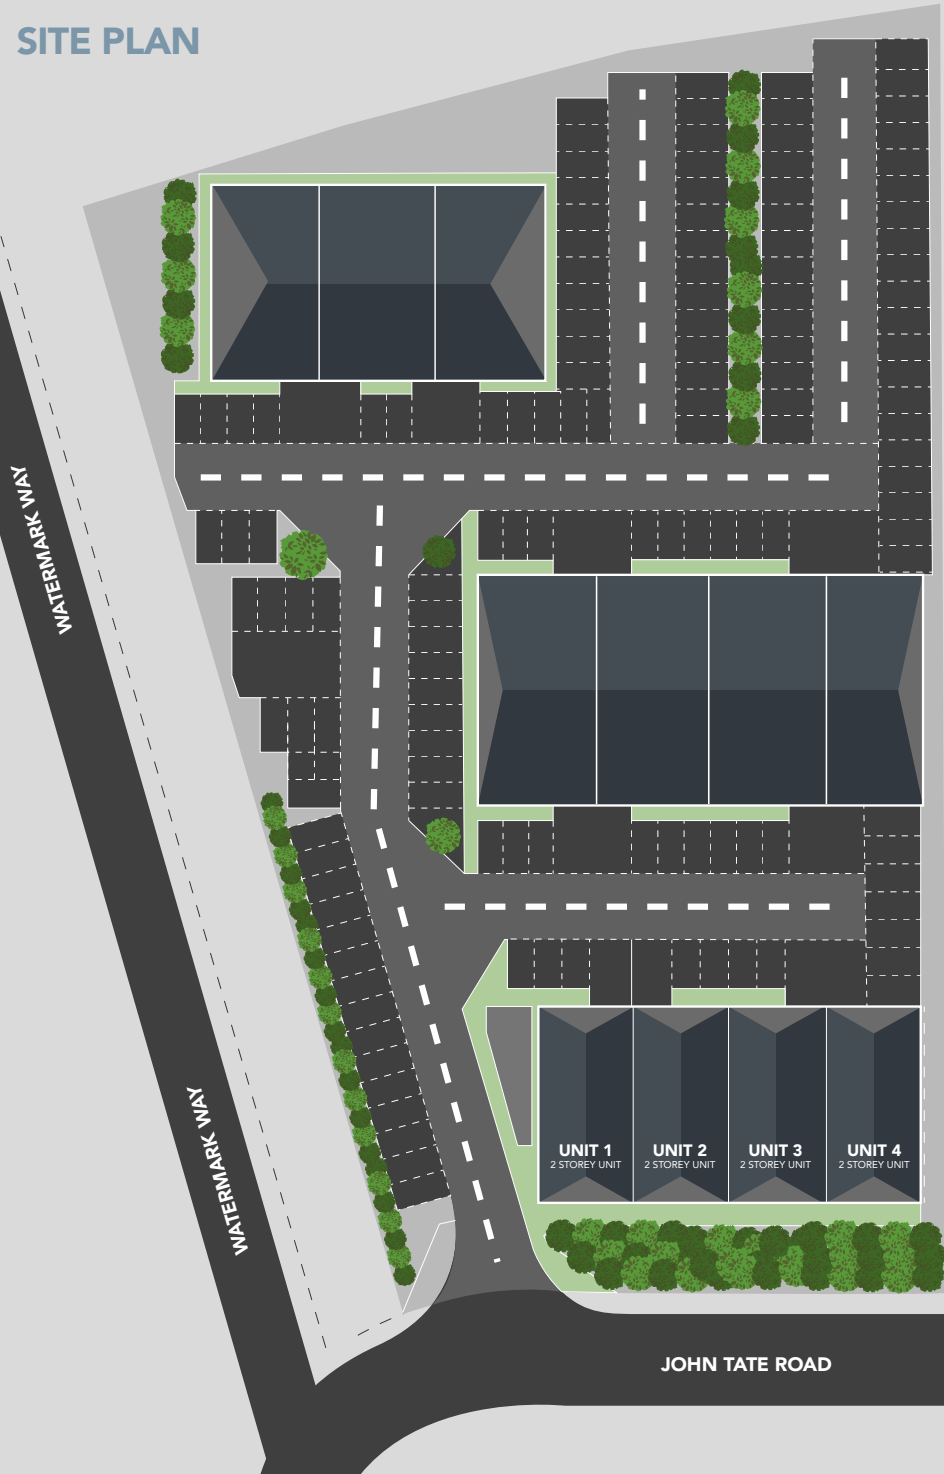 SITE PLAN
WATERMARK WAY
WATERMARK WAY
UNIT 1
2 STOREY UNIT
UNIT 2
2 STOREY UNIT
UNIT 3
2 STOREY UNIT
UNIT 4
2 STOREY UNIT
JOHN TATE ROAD